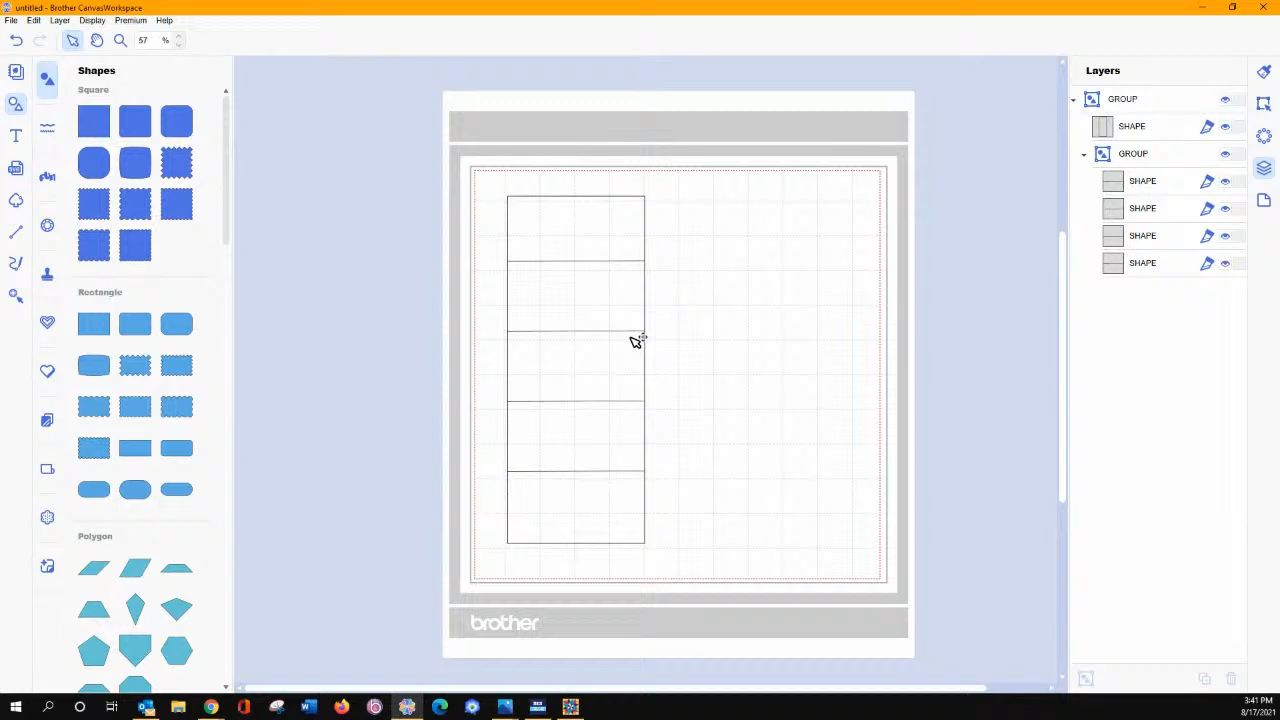 untitled - Brother CanvasWorkspace
File Edit Layer Display Premium Help
57 %
Shapes
Square
Rectangle
Polygon
brother
Layers
GROUP
SHAPE
GROUP
SHAPE
SHAPE
SHAPE
SHAPE
3:41 PM
8/17/2021